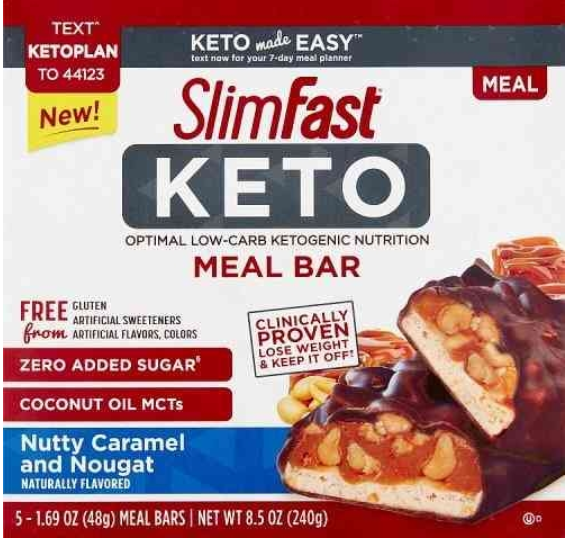 TEXT^
KETOPLAN
TO 44123
KETO made EASY™
text now for your 7-day meal planner
MEAL
New!
SlimFast
KETO
OPTIMAL LOW-CARB KETOGENIC NUTRITION
MEAL BAR
FREE from GLUTEN
ARTIFICIAL SWEETENERS
ARTIFICIAL FLAVORS, COLORS
CLINICALLY
PROVEN
LOSE WEIGHT
& KEEP IT OFF†
ZERO ADDED SUGAR§
COCONUT OIL MCTs
Nutty Caramel
and Nougat
NATURALLY FLAVORED
5 - 1.69 OZ (48g) MEAL BARS | NET WT 8.5 OZ (240g)
Ⓤ D